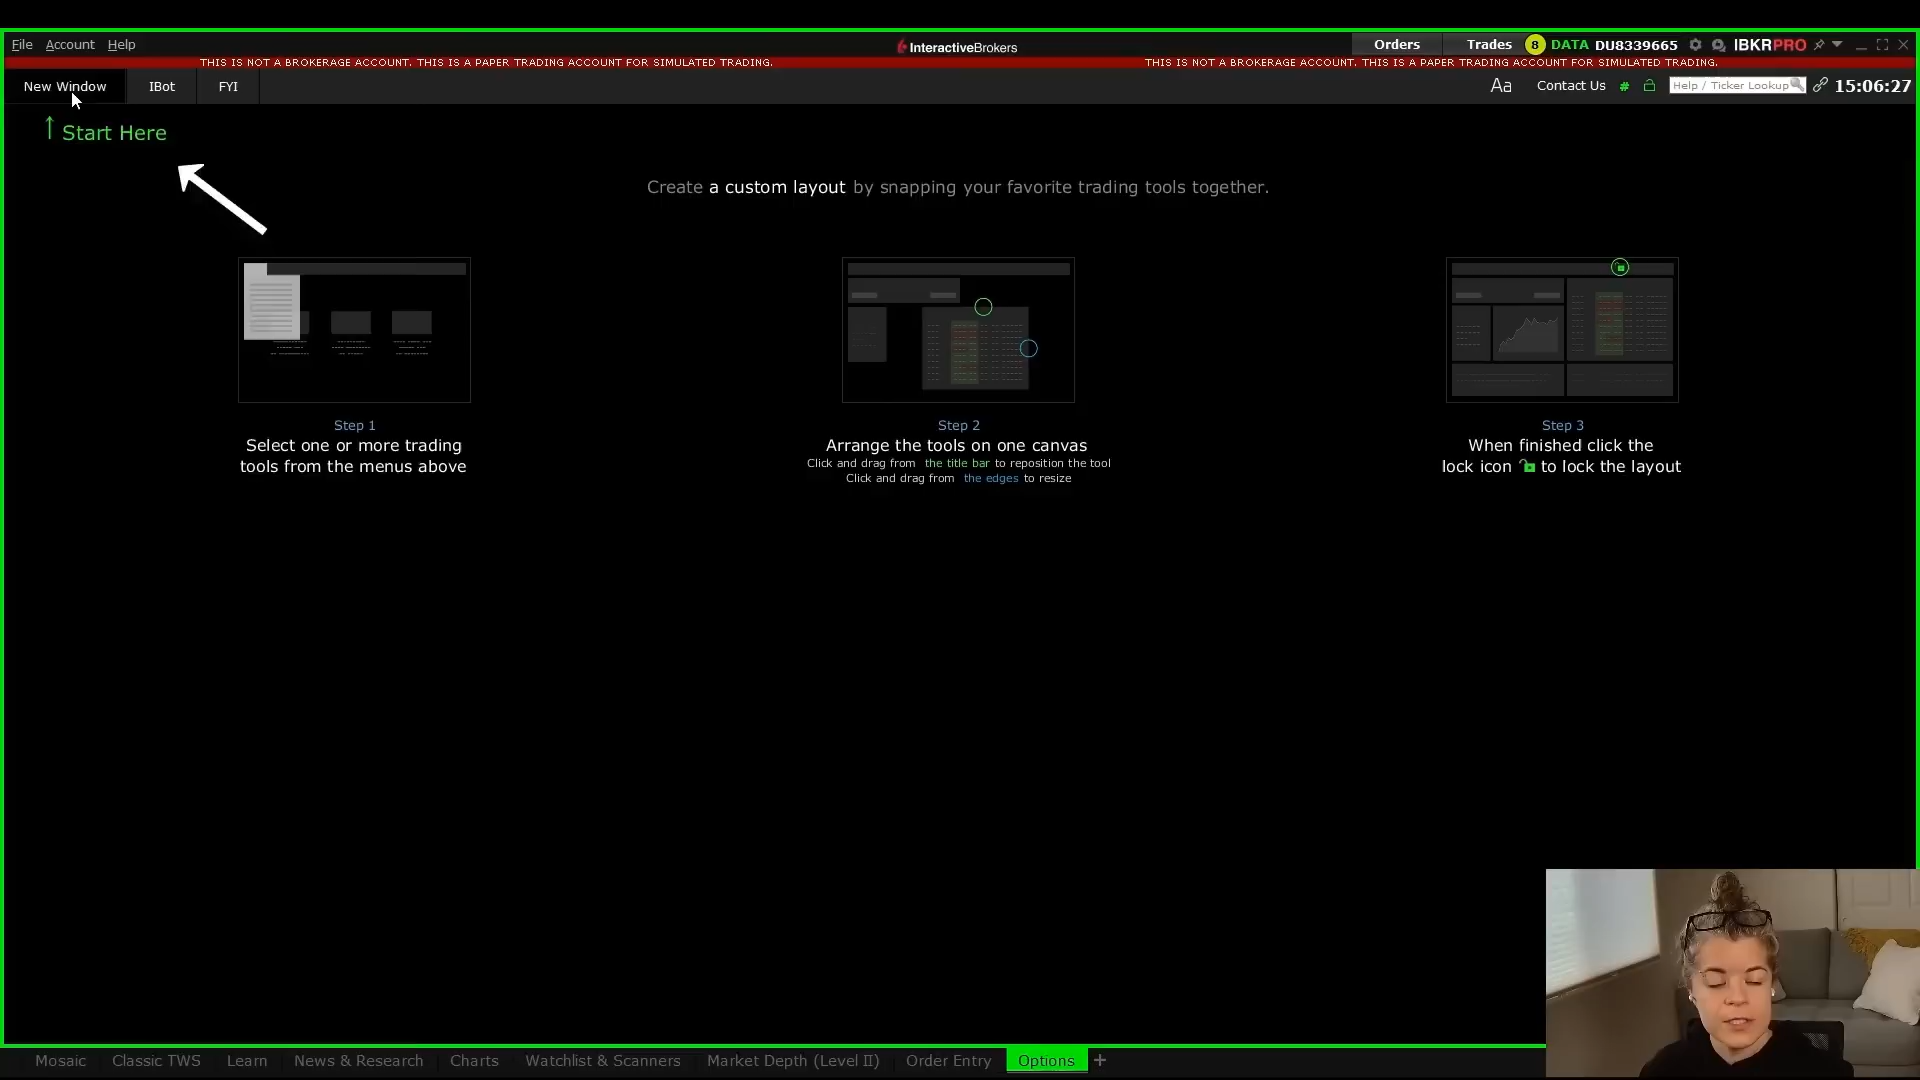 File Account Help
InteractiveBrokers
Orders Trades 8 DATA DU8339665 IBKRPRO
THIS IS NOT A BROKERAGE ACCOUNT. THIS IS A PAPER TRADING ACCOUNT FOR SIMULATED TRADING.
THIS IS NOT A BROKERAGE ACCOUNT. THIS IS A PAPER TRADING ACCOUNT FOR SIMULATED TRADING.
New Window IBot FYI
Aa Contact Us # Help / Ticker Lookup 15:06:27
↑ Start Here
Create a custom layout by snapping your favorite trading tools together.
Step 1
Select one or more trading
tools from the menus above
Step 2
Arrange the tools on one canvas
Click and drag from the title bar to reposition the tool
Click and drag from the edges to resize
Step 3
When finished click the
lock icon to lock the layout
Mosaic Classic TWS Learn News & Research Charts Watchlist & Scanners Market Depth (Level II) Order Entry Options +